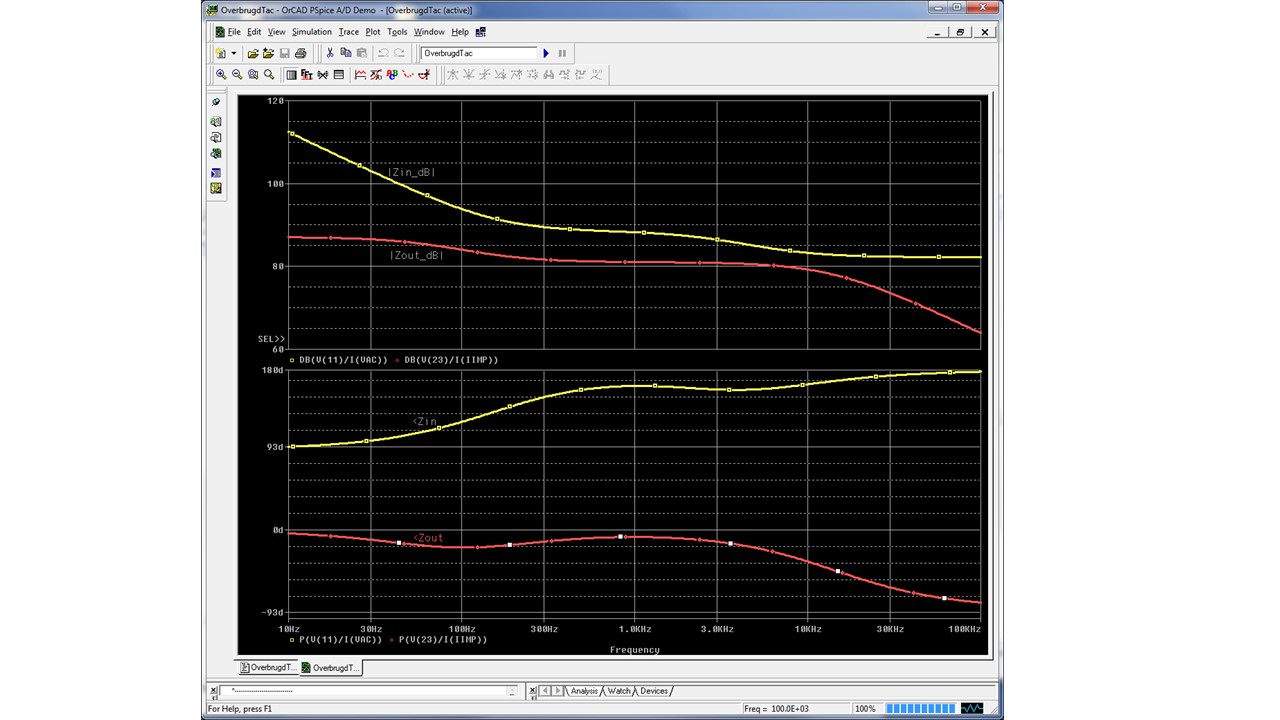 OverbrugdTac - OrCAD PSpice A/D Demo - [OverbrugdTac (active)]
File Edit View Simulation Trace Plot Tools Window Help
OverbrugdTac
120
|Zin_dB|
100
|Zout_dB|
80
SEL>>
60
DB(V(11)/I(VAC)) DB(V(23)/I(IIMP))
180d
<Zin
93d
0d
<Zout
-93d
10Hz 30Hz 100Hz 300Hz 1.0KHz 3.0KHz 10KHz 30KHz 100KHz
P(V(11)/I(VAC)) P(V(23)/I(IIMP))
Frequency
OverbrugdT... OverbrugdT...
Analysis Watch Devices
For Help, press F1 Freq = 100.0E+03 100%